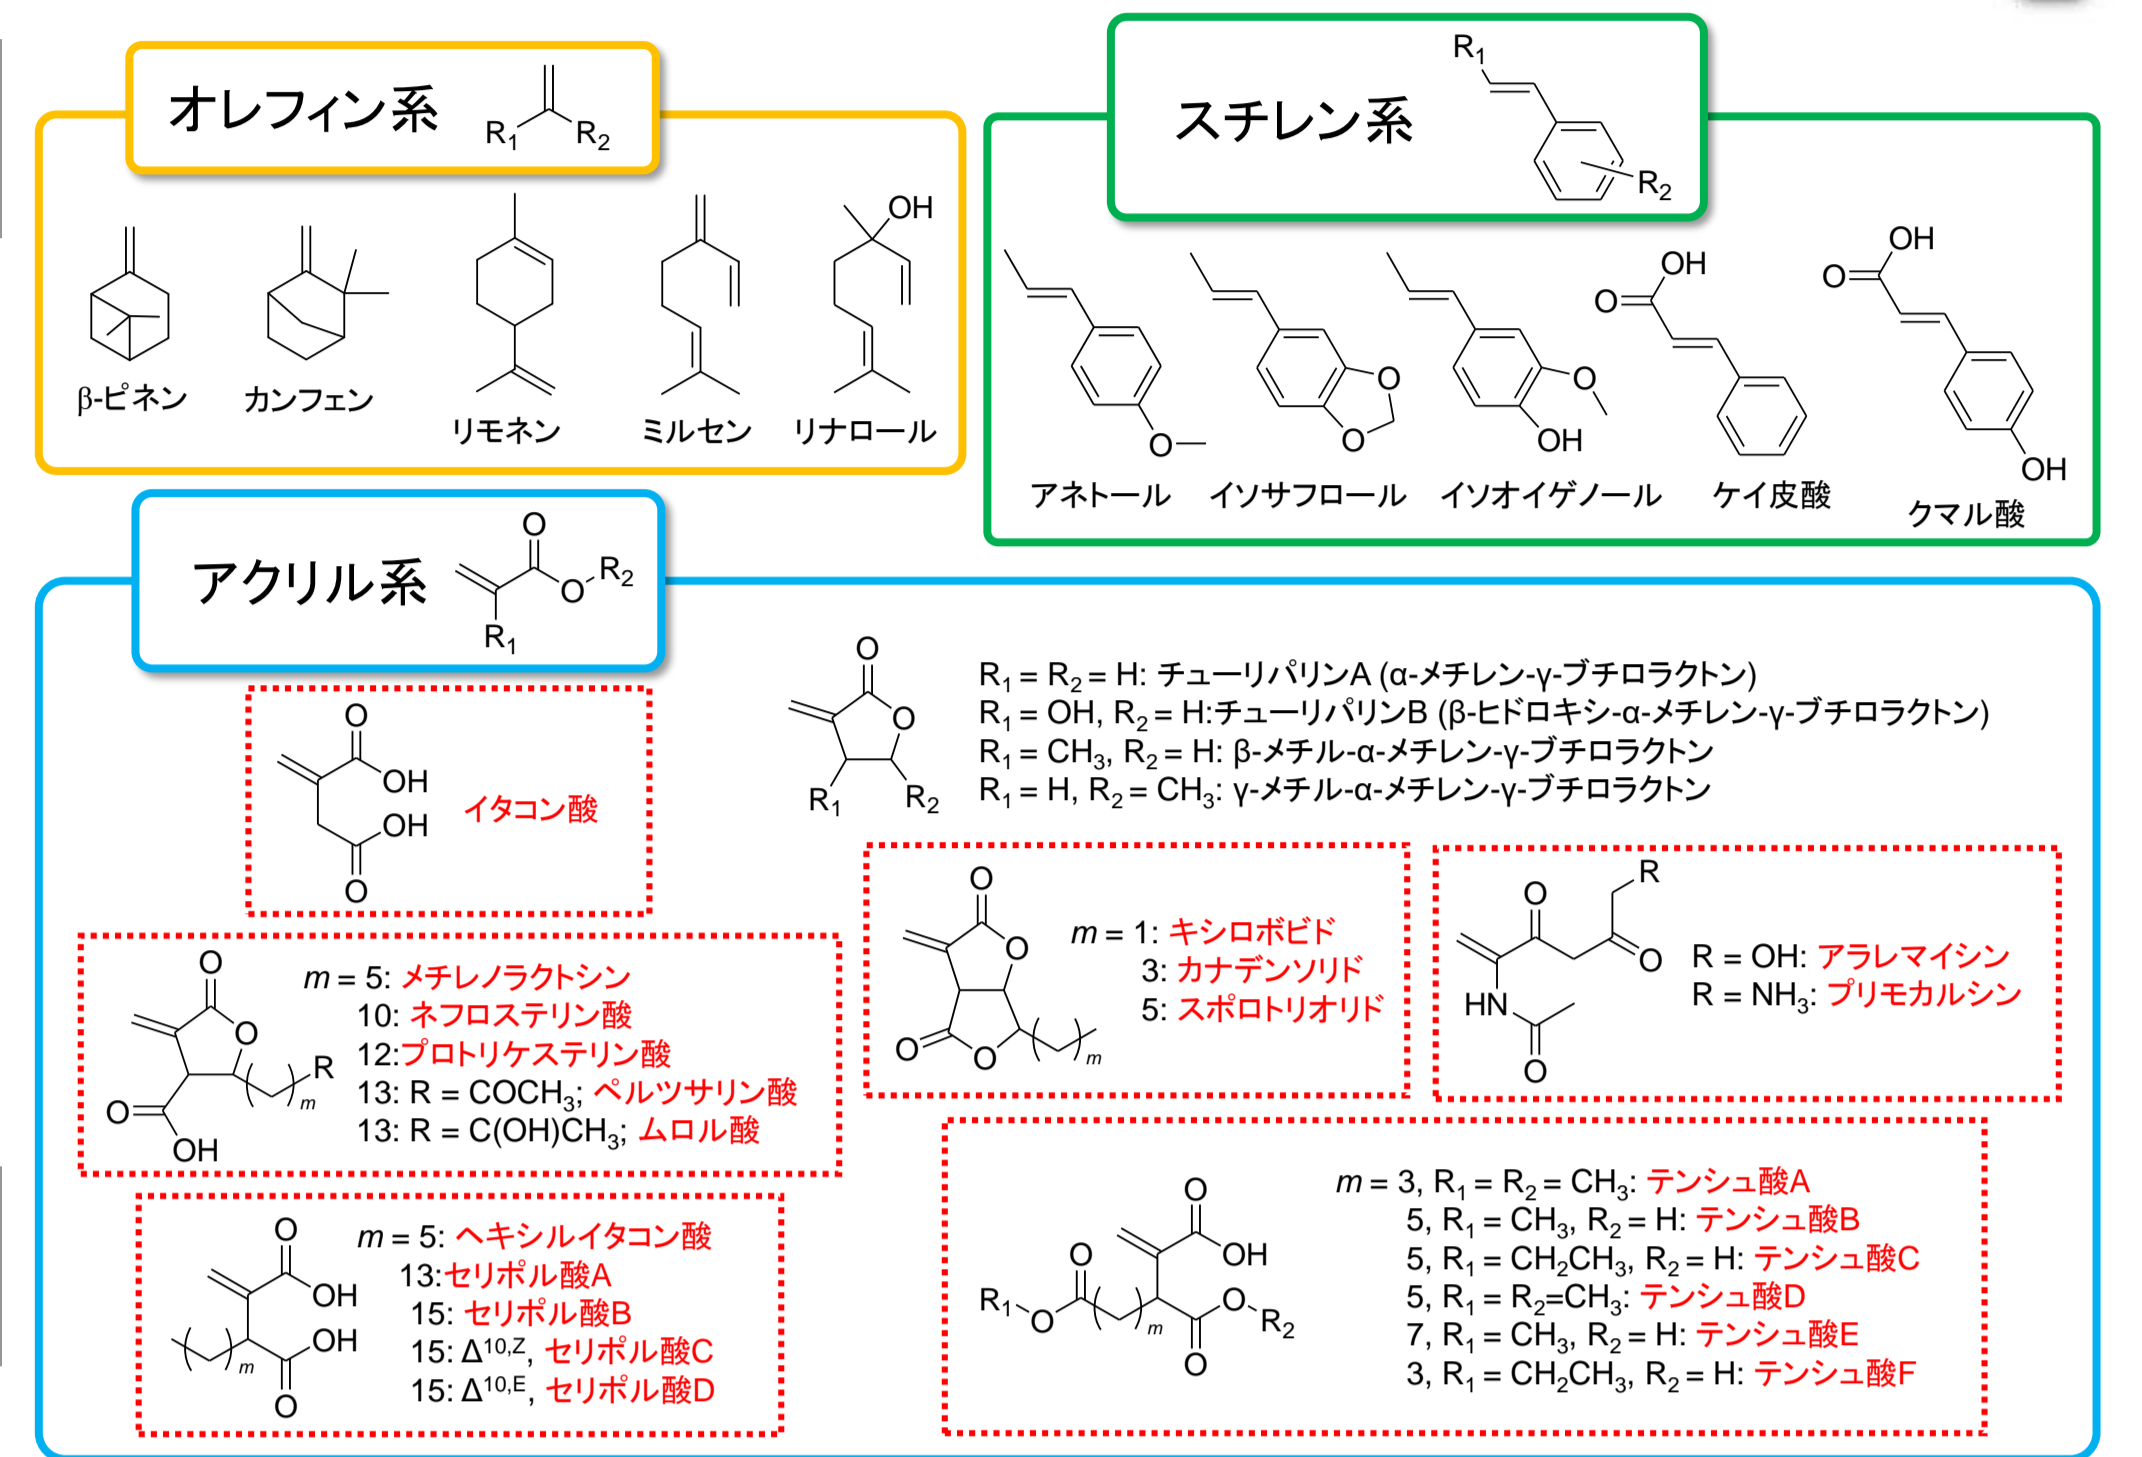 オレフィン系
R1
R2
OH
β-ピネン
カンフェン
リモネン
ミルセン
リナロール
スチレン系
R1
R2
O
O
O
O
OH
O
OH
O
OH
O
OH
アネトール
イソサフロール
イソオイゲノール
ケイ皮酸
クマル酸
アクリル系
O
O
R2
R1
O
OH
OH
O
イタコン酸
O
O
R1
R2
R1 = R2 = H: チューリパリンA (α-メチレン-γ-ブチロラクトン)
R1 = OH, R2 = H:チューリパリンB (β-ヒドロキシ-α-メチレン-γ-ブチロラクトン)
R1 = CH3, R2 = H: β-メチル-α-メチレン-γ-ブチロラクトン
R1 = H, R2 = CH3: γ-メチル-α-メチレン-γ-ブチロラクトン
O
O
O
O
m
m = 1: キシロボビド
3: カナデンソリド
5: スポロトリオリド
R
O
O
HN
O
R = OH: アラレマイシン
R = NH3: プリモカルシン
O
O
R
m
O
OH
m = 5: メチレノラクトシン
10: ネフロステリン酸
12:プロトリケステリン酸
13: R = COCH3; ペルツサリン酸
13: R = C(OH)CH3; ムロル酸
O
OH
OH
O
m
m = 5: ヘキシルイタコン酸
13:セリポル酸A
15: セリポル酸B
15: Δ10,Z, セリポル酸C
15: Δ10,E, セリポル酸D
O
OH
O
R1
O
m
O
R2
O
m = 3, R1 = R2 = CH3: テンシュ酸A
5, R1 = CH3, R2 = H: テンシュ酸B
5, R1 = CH2CH3, R2 = H: テンシュ酸C
5, R1 = R2=CH3: テンシュ酸D
7, R1 = CH3, R2 = H: テンシュ酸E
3, R1 = CH2CH3, R2 = H: テンシュ酸F